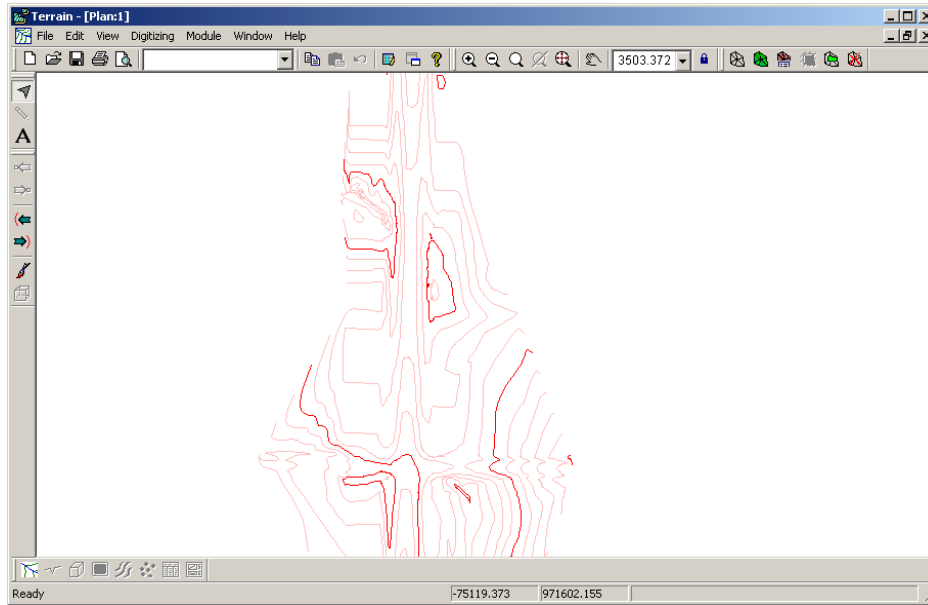 Terrain - [Plan:1]
File Edit View Digitizing Module Window Help
3503.372
A
Ready -75119.373 971602.155